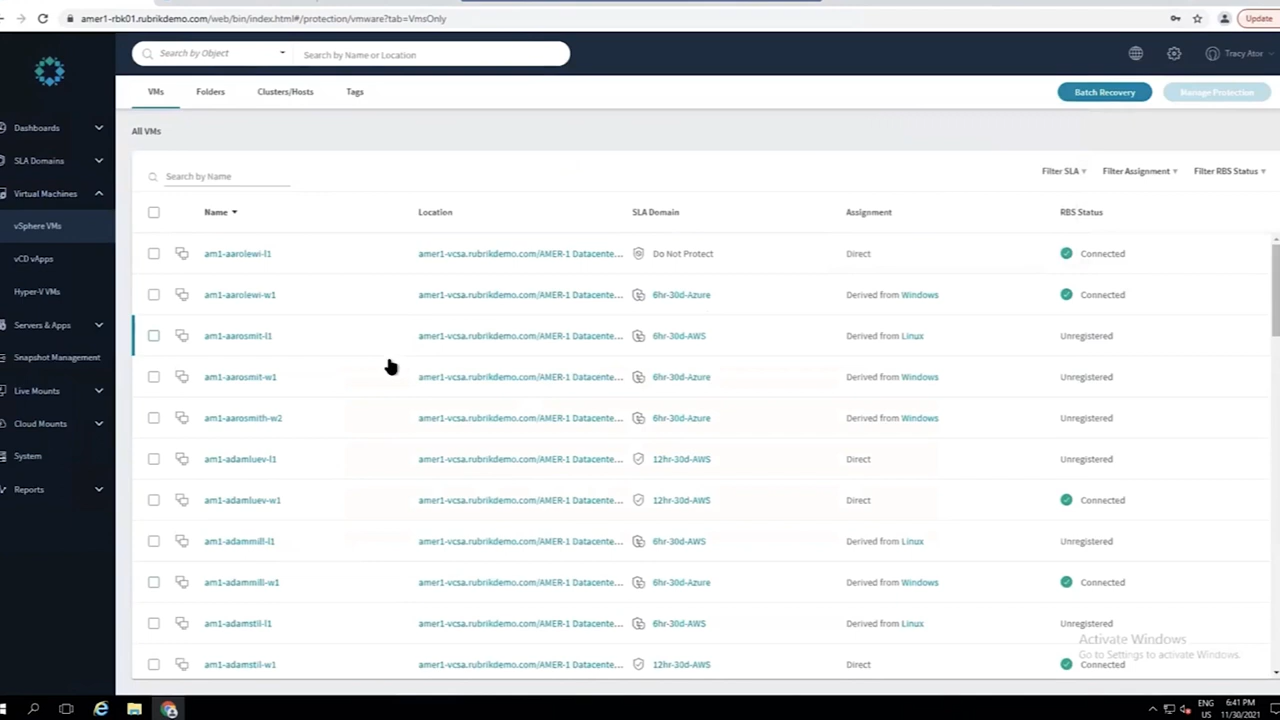 amer1-rbk01.rubrikdemo.com/web/bin/index.html#/protection/vmware?tab=VmsOnly
Update
Search by Object
Search by Name or Location
Tracy Ator
VMs Folders Clusters/Hosts Tags
Batch Recovery Manage Protection
Dashboards
SLA Domains
Virtual Machines
vSphere VMs
vCD vApps
Hyper-V VMs
Servers & Apps
Snapshot Management
Live Mounts
Cloud Mounts
System
Reports
All VMs
Search by Name
Filter SLA Filter Assignment Filter RBS Status
Name Location SLA Domain Assignment RBS Status
am1-aarolewi-l1 amer1-vcsa.rubrikdemo.com/AMER-1 Datacente... Do Not Protect Direct Connected
am1-aarolewi-w1 amer1-vcsa.rubrikdemo.com/AMER-1 Datacente... 6hr-30d-Azure Derived from Windows Connected
am1-aarosmit-l1 amer1-vcsa.rubrikdemo.com/AMER-1 Datacente... 6hr-30d-AWS Derived from Linux Unregistered
am1-aarosmit-w1 amer1-vcsa.rubrikdemo.com/AMER-1 Datacente... 6hr-30d-Azure Derived from Windows Unregistered
am1-aarosmith-w2 amer1-vcsa.rubrikdemo.com/AMER-1 Datacente... 6hr-30d-Azure Derived from Windows Unregistered
am1-adamluev-l1 amer1-vcsa.rubrikdemo.com/AMER-1 Datacente... 12hr-30d-AWS Direct Unregistered
am1-adamluev-w1 amer1-vcsa.rubrikdemo.com/AMER-1 Datacente... 12hr-30d-AWS Direct Connected
am1-adammill-l1 amer1-vcsa.rubrikdemo.com/AMER-1 Datacente... 6hr-30d-AWS Derived from Linux Unregistered
am1-adammill-w1 amer1-vcsa.rubrikdemo.com/AMER-1 Datacente... 6hr-30d-Azure Derived from Windows Connected
am1-adamstil-l1 amer1-vcsa.rubrikdemo.com/AMER-1 Datacente... 6hr-30d-AWS Derived from Linux Unregistered
am1-adamstil-w1 amer1-vcsa.rubrikdemo.com/AMER-1 Datacente... 12hr-30d-AWS Direct Connected
Activate Windows
Go to Settings to activate Windows.
ENG
US
6:41 PM
11/30/2021